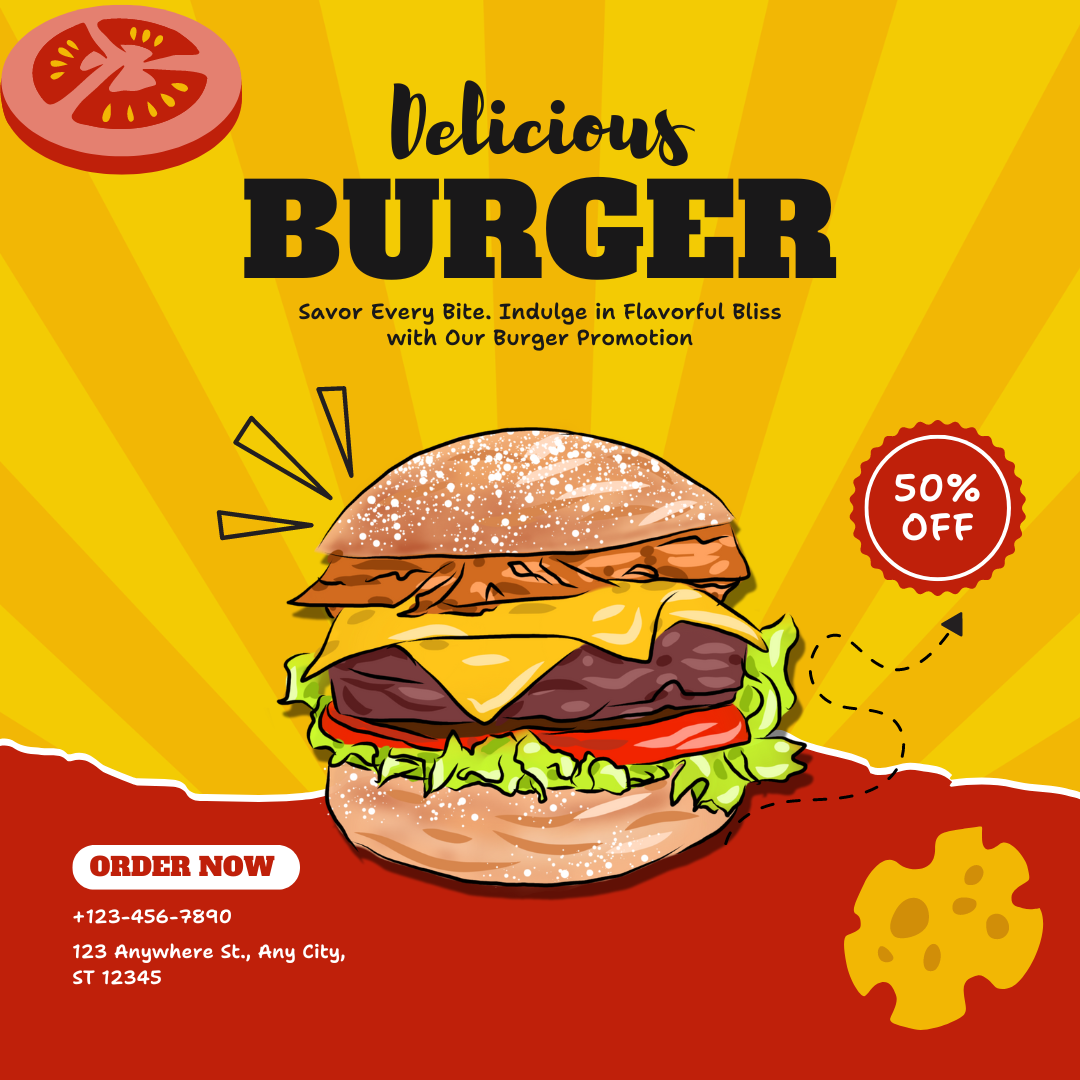 Delicious
BURGER
Savor Every Bite. Indulge in Flavorful Bliss
with Our Burger Promotion
50%
OFF
ORDER NOW
+123-456-7890
123 Anywhere St., Any City,
ST 12345